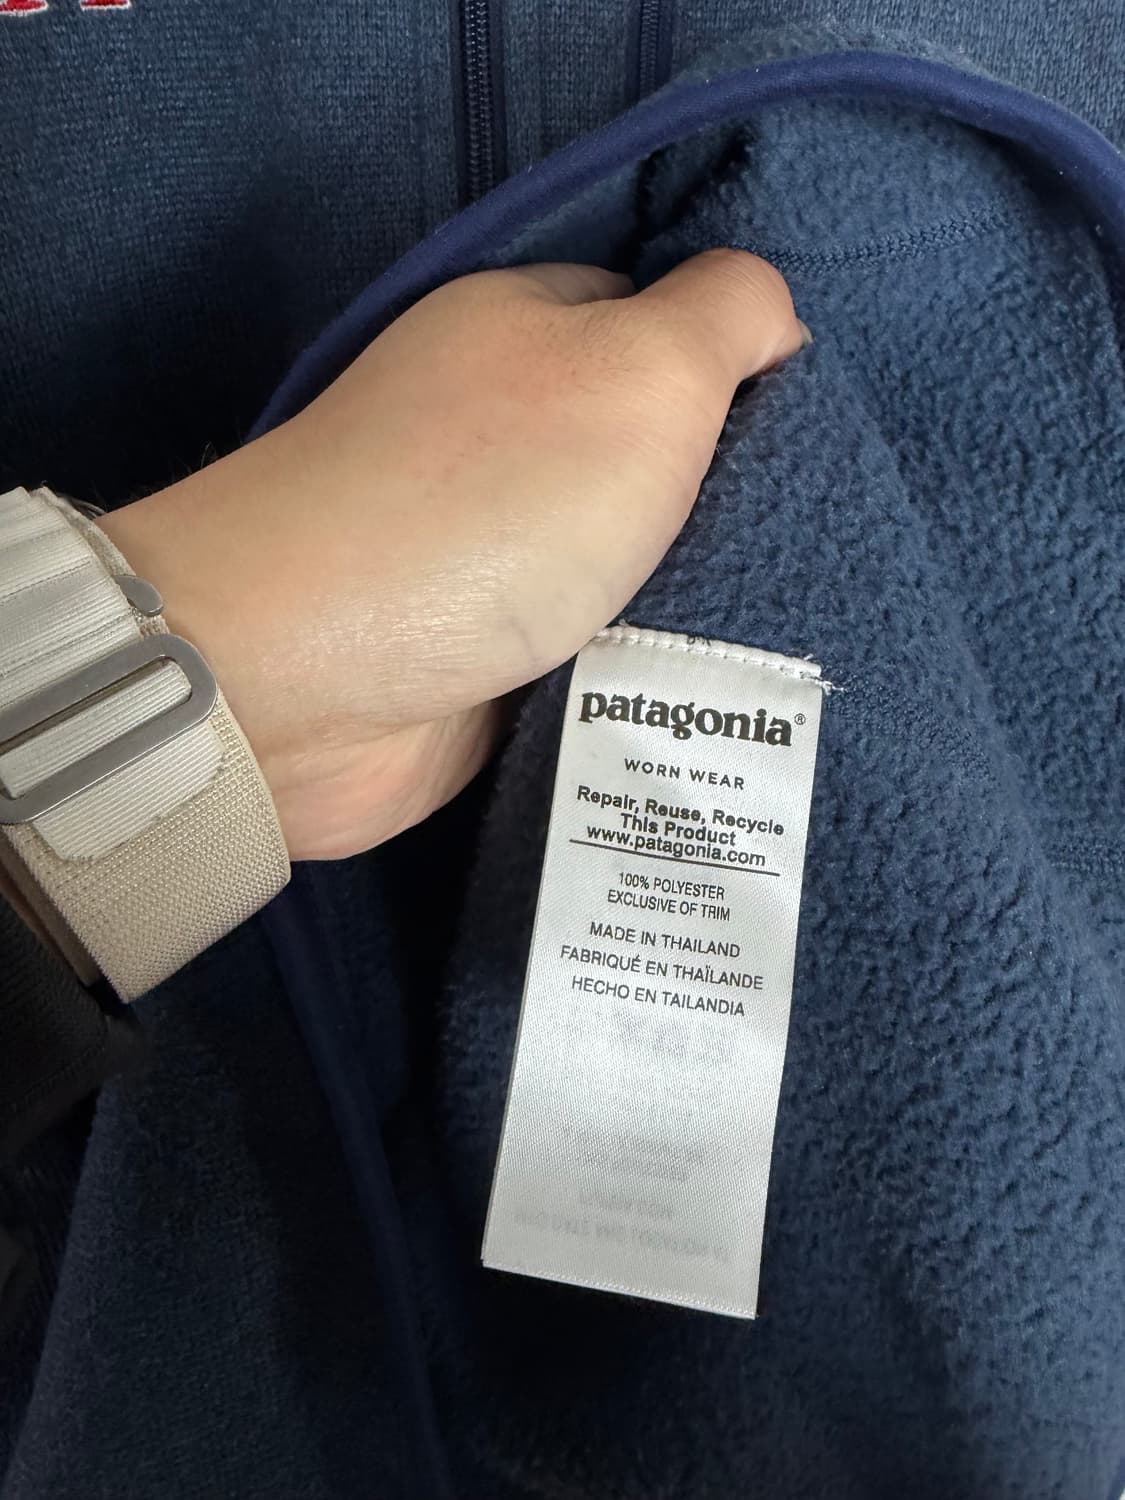 patagonia®
WORN WEAR
Repair, Reuse, Recycle
This Product
www.patagonia.com
100% POLYESTER
EXCLUSIVE OF TRIM
MADE IN THAILAND
FABRIQUÉ EN THAÏLANDE
HECHO EN TAILANDIA